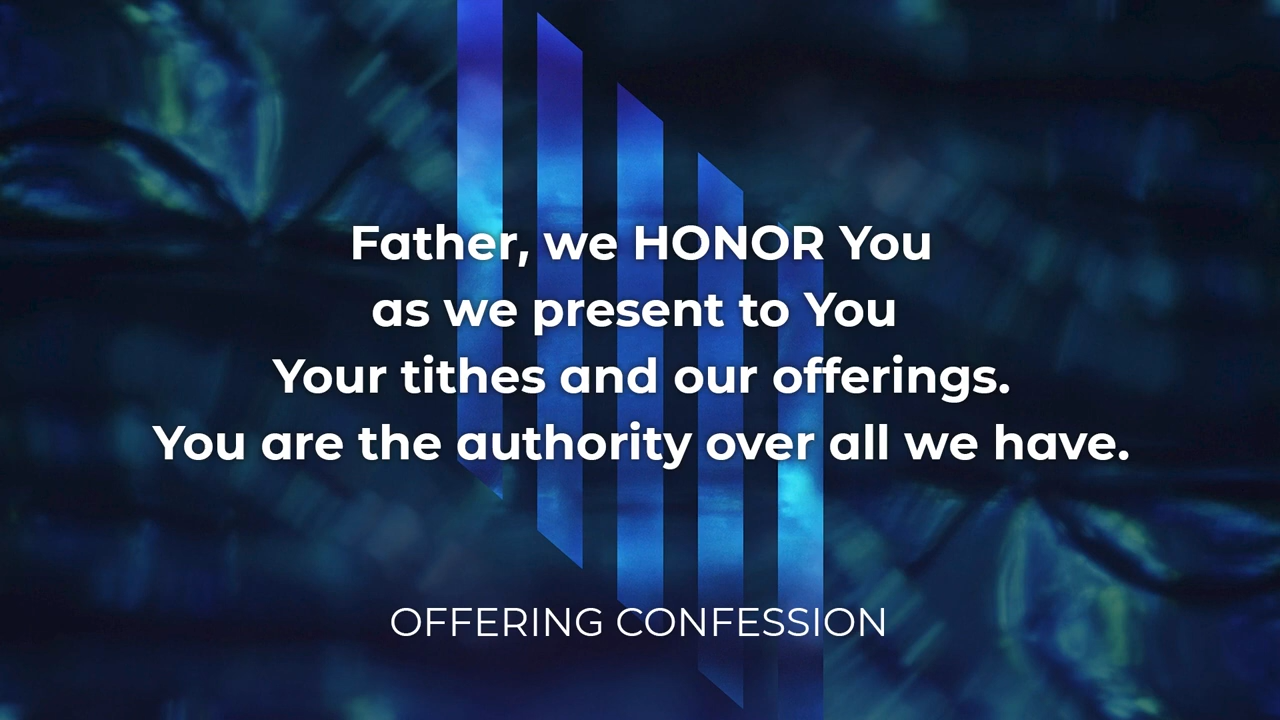 Father, we HONOR You
as we present to You
Your tithes and our offerings.
You are the authority over all we have.
OFFERING CONFESSION